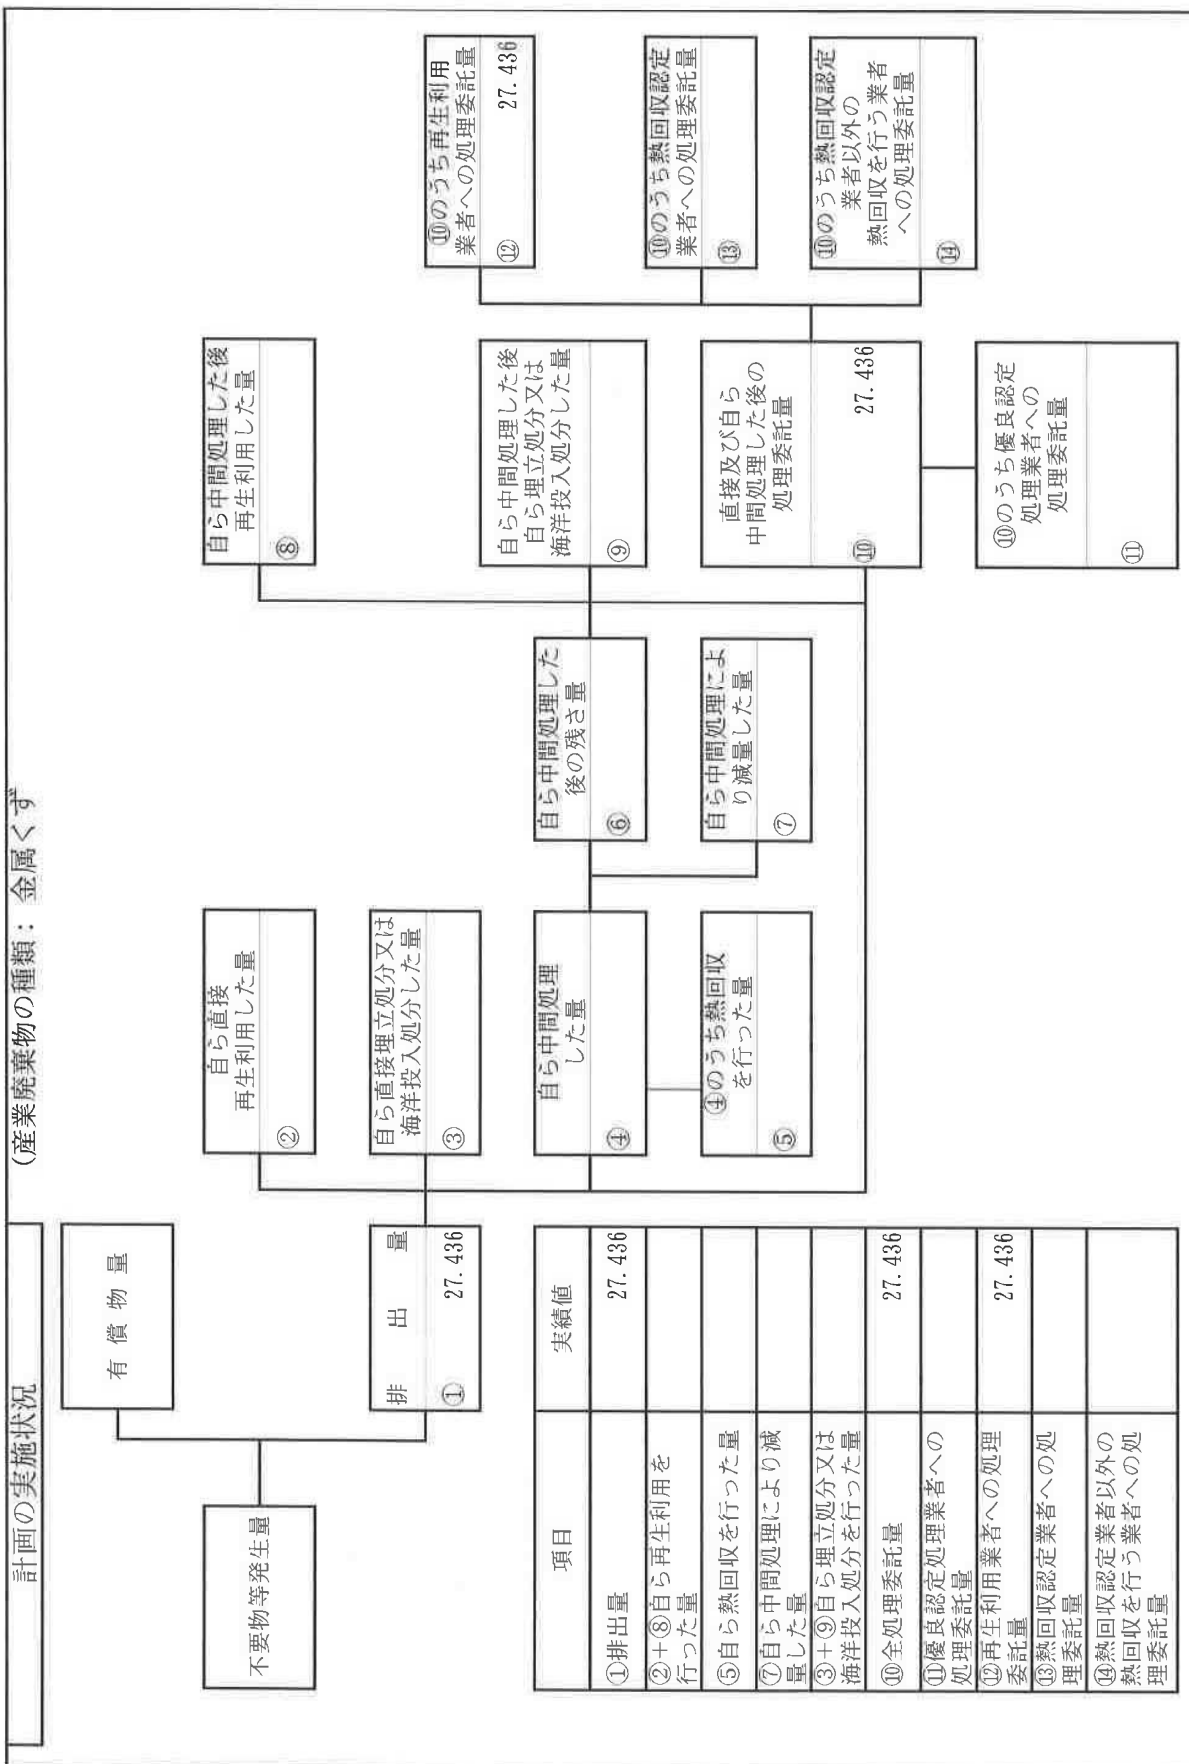 計画の実施状況
(産業廃棄物の種類： 金属くず
不要物等発生量
有償物量
排出量
① 27.436
自ら直接
再生利用した量
②
自ら直接埋立処分又は
海洋投入処分した量
③
自ら中間処理
した量
④
④のうち熱回収
を行った量
⑤
自ら中間処理した
後の残さ量
⑥
自ら中間処理によ
り減量した量
⑦
自ら中間処理した後
再生利用した量
⑧
自ら中間処理した後
自ら埋立処分又は
海洋投入処分した量
⑨
直接及び自ら
中間処理した後の
処理委託量
⑩ 27.436
⑩のうち優良認定
処理業者への
処理委託量
⑪
⑩のうち再生利用
業者への処理委託量
⑫ 27.436
⑩のうち熱回収認定
業者への処理委託量
⑬
⑩のうち熱回収認定
業者以外の
熱回収を行う業者
への処理委託量
⑭
項目 実績値
①排出量 27.436
②+⑧自ら再生利用を
行った量
⑤自ら熱回収を行った量
⑦自ら中間処理により減
量した量
③+⑨自ら埋立処分又は
海洋投入処分を行った量
⑩全処理委託量 27.436
⑪優良認定処理業者への
処理委託量
⑫再生利用業者への処理
委託量 27.436
⑬熱回収認定業者への処
理委託量
⑭熱回収認定業者以外の
熱回収を行う業者への処
理委託量